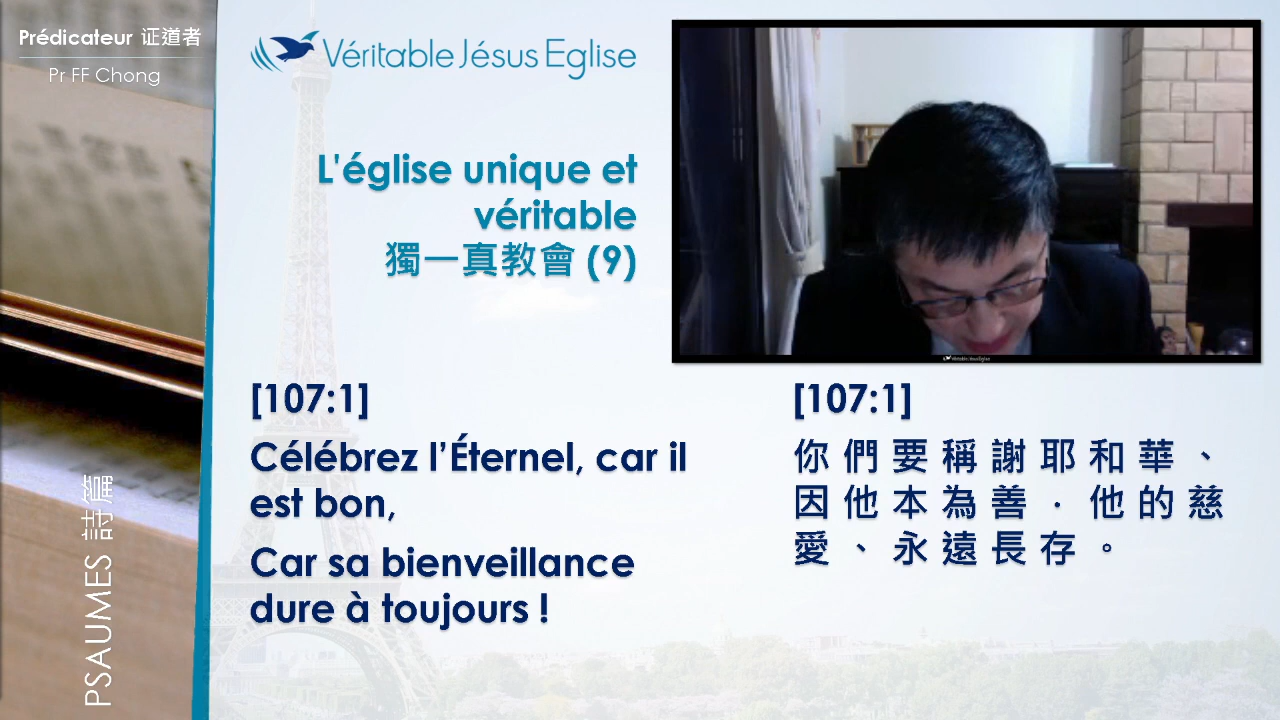 Prédicateur 证道者
Pr FF Chong
Véritable Jésus Eglise
L'église unique et
véritable
獨一真教會 (9)
Véritable Jésus Eglise
[107:1]
Célébrez l’Éternel, car il
est bon,
Car sa bienveillance
dure à toujours !
[107:1]
你們要稱謝耶和華、
因他本為善．他的慈
愛、永遠長存。
PSAUMES 詩篇